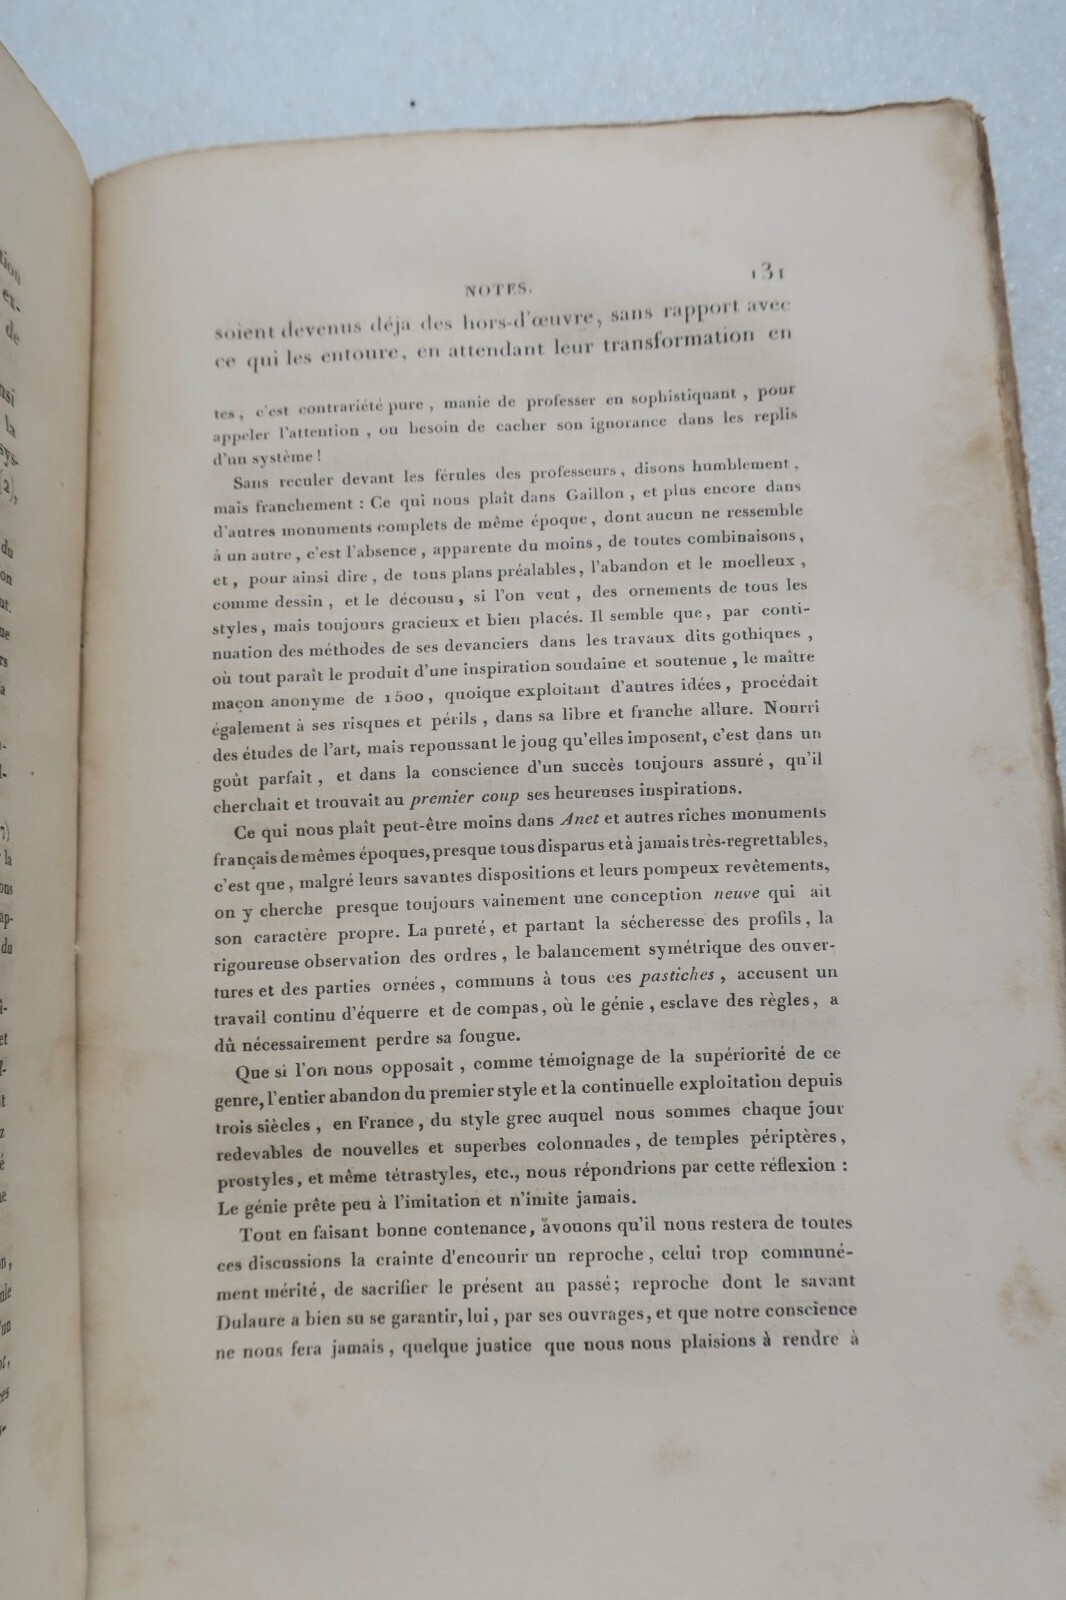 NOTES. 131
soient devenus déja des hors-d'œuvre, sans rapport avec
ce qui les entoure, en attendant leur transformation en
tes, c'est contrariété pure, manie de professer en sophistiquant, pour
appeler l'attention, ou besoin de cacher son ignorance dans les replis
d'un système!
Sans reculer devant les férules des professeurs, disons humblement,
mais franchement : Ce qui nous plaît dans Gaillon, et plus encore dans
d'autres monuments complets de même époque, dont aucun ne ressemble
à un autre, c'est l'absence, apparente du moins, de toutes combinaisons,
et, pour ainsi dire, de tous plans préalables, l'abandon et le moelleux,
comme dessin, et le décousu, si l'on veut, des ornements de tous les
styles, mais toujours gracieux et bien placés. Il semble que, par conti-
nuation des méthodes de ses devanciers dans les travaux dits gothiques,
où tout paraît le produit d'une inspiration soudaine et soutenue, le maître
maçon anonyme de 1500, quoique exploitant d'autres idées, procédait
également à ses risques et périls, dans sa libre et franche allure. Nourri
des études de l'art, mais repoussant le joug qu'elles imposent, c'est dans un
goût parfait, et dans la conscience d'un succès toujours assuré, qu'il
cherchait et trouvait au premier coup ses heureuses inspirations.
Ce qui nous plaît peut-être moins dans Anet et autres riches monuments
français de mêmes époques, presque tous disparus et à jamais très-regrettables,
c'est que, malgré leurs savantes dispositions et leurs pompeux revêtements,
on y cherche presque toujours vainement une conception neuve qui ait
son caractère propre. La pureté, et partant la sécheresse des profils, la
rigoureuse observation des ordres, le balancement symétrique des ouver-
tures et des parties ornées, communs à tous ces pastiches, accusent un
travail continu d'équerre et de compas, où le génie, esclave des règles, a
dû nécessairement perdre sa fougue.
Que si l'on nous opposait, comme témoignage de la supériorité de ce
genre, l'entier abandon du premier style et la continuelle exploitation depuis
trois siècles, en France, du style grec auquel nous sommes chaque jour
redevables de nouvelles et superbes colonnades, de temples périptères,
prostyles, et même tétrastyles, etc., nous répondrions par cette réflexion :
Le génie prête peu à l'imitation et n'imite jamais.
Tout en faisant bonne contenance, avouons qu'il nous restera de toutes
ces discussions la crainte d'encourir un reproche, celui trop communé-
ment mérité, de sacrifier le présent au passé; reproche dont le savant
Dulaure a bien su se garantir, lui, par ses ouvrages, et que notre conscience
ne nous fera jamais, quelque justice que nous nous plaisions à rendre à